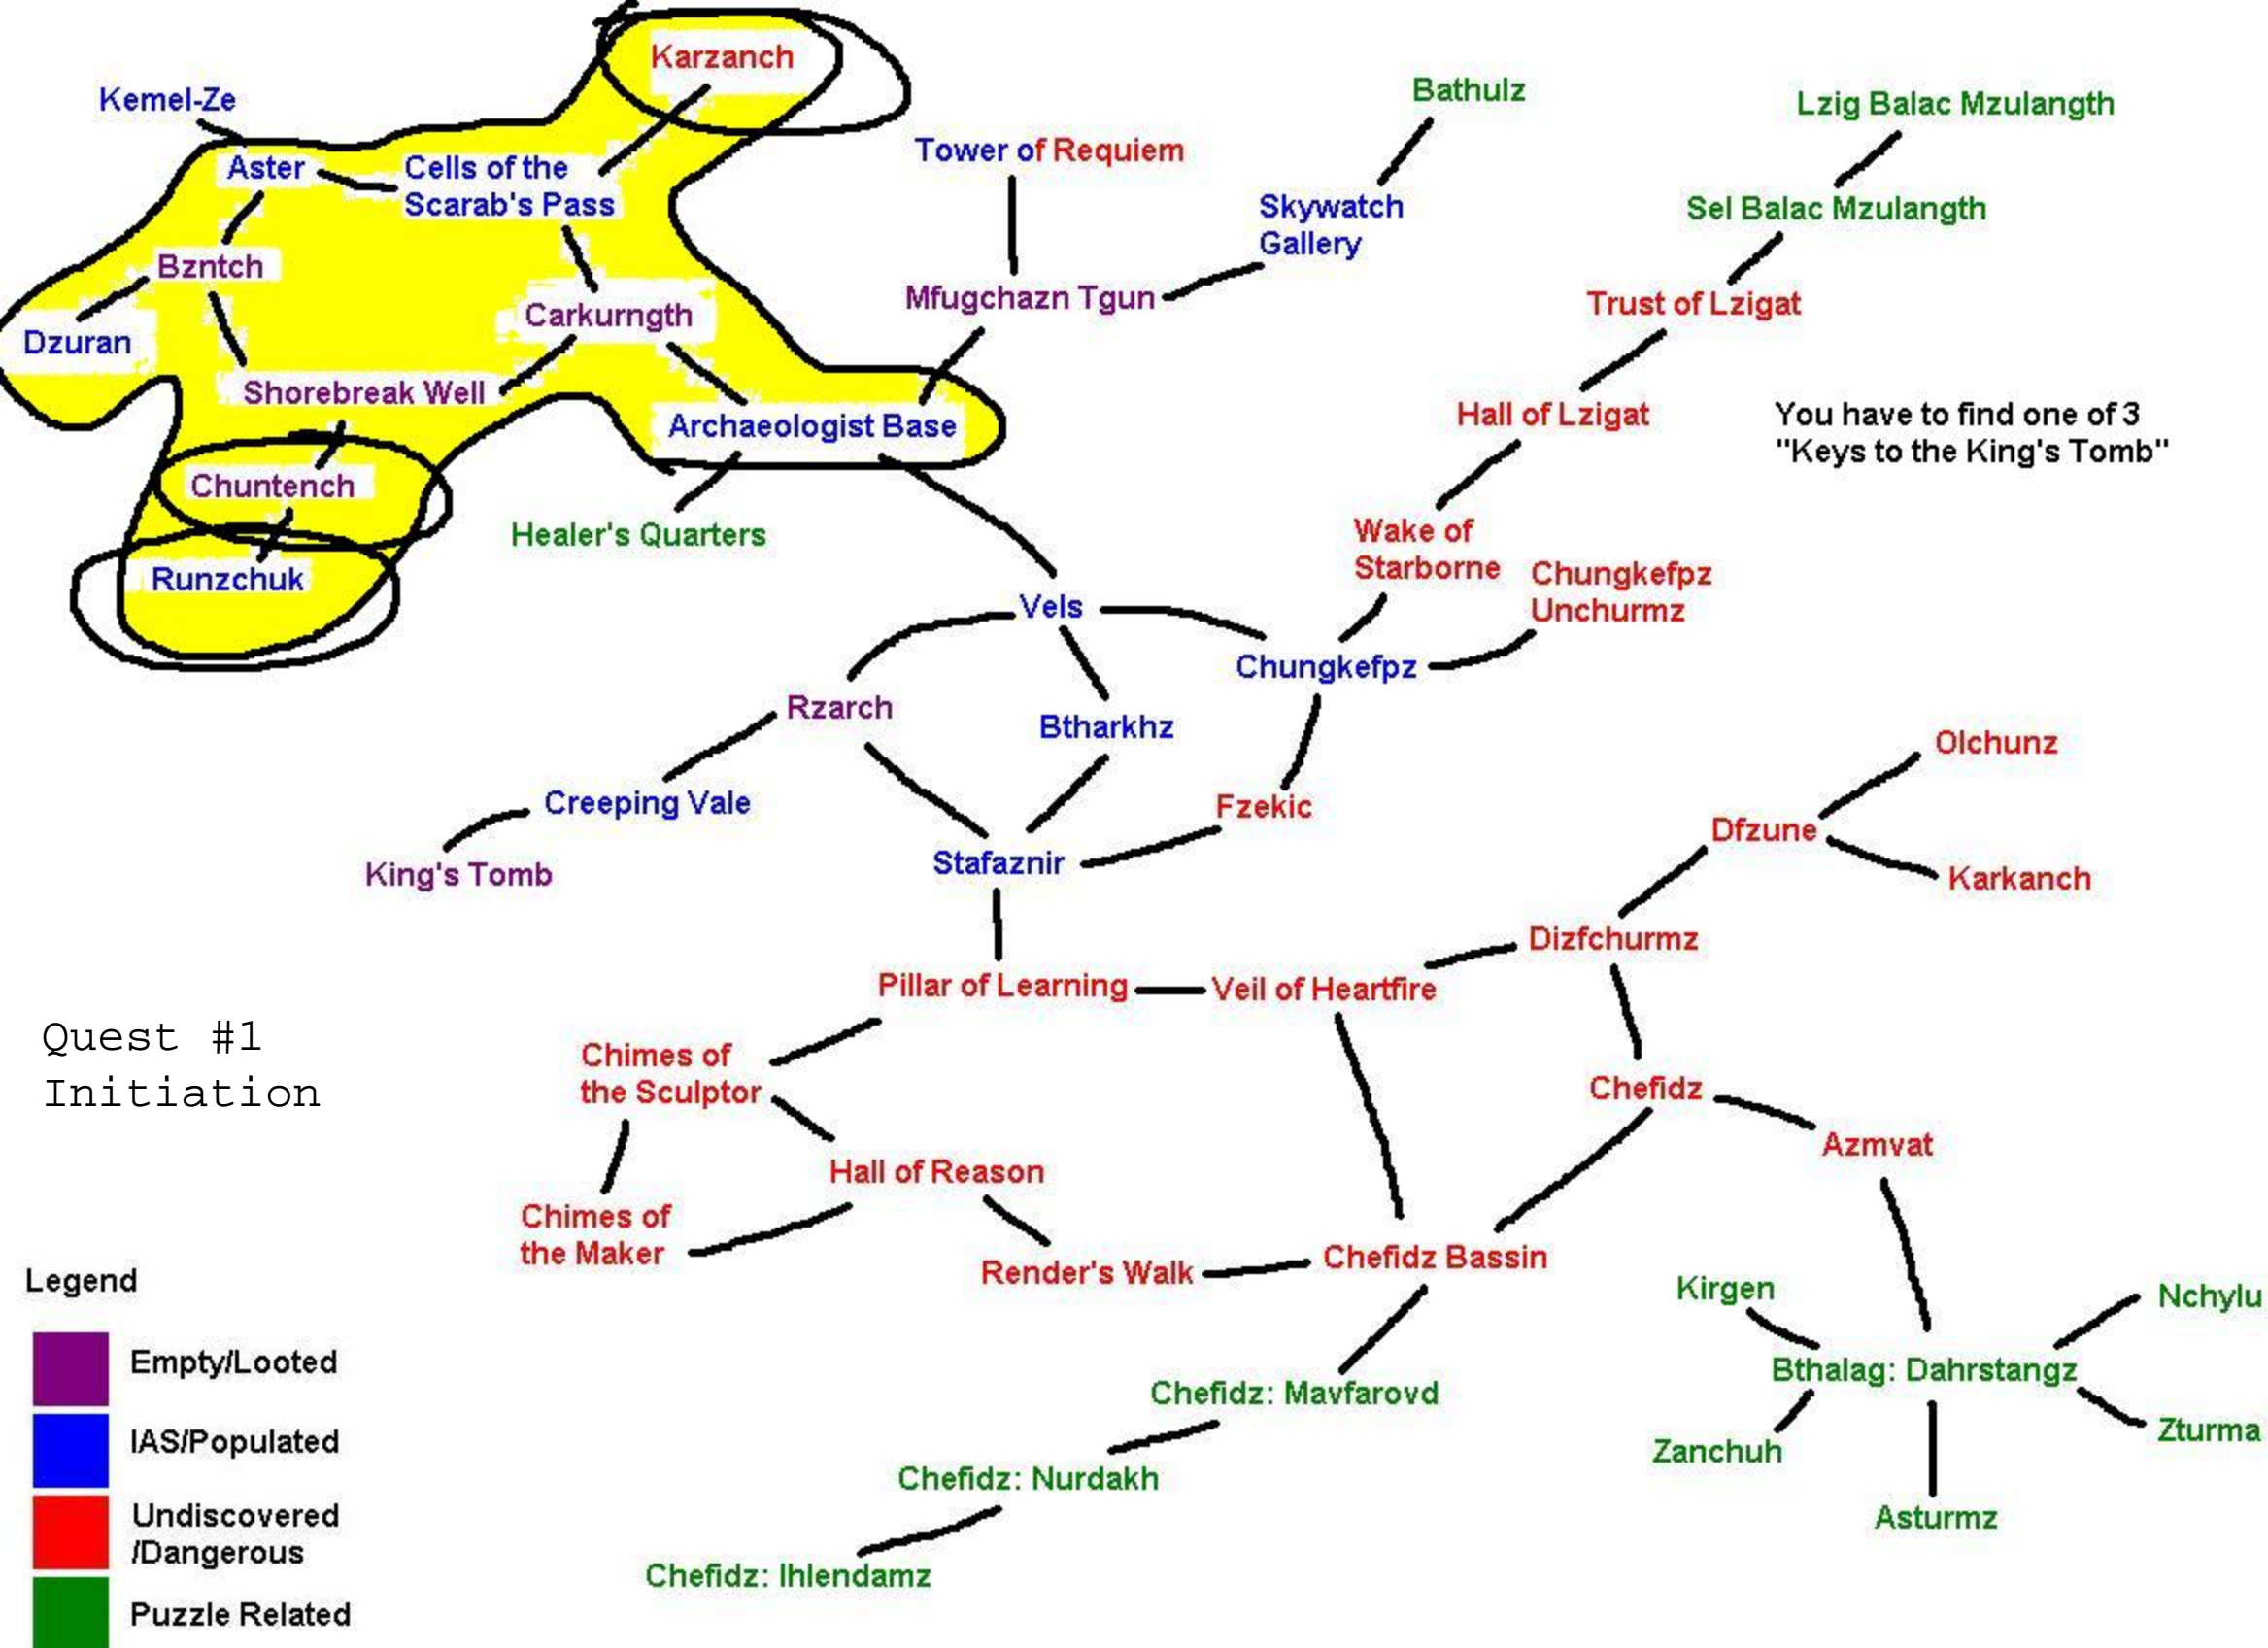 Karzanch
Kemel-Ze
Bathulz
Lzig Balac Mzulangth
Tower of Requiem
Aster
Cells of the
Scarab's Pass
Skywatch
Gallery
Sel Balac Mzulangth
Bzntch
Mfugchazn Tgun
Carkurngth
Trust of Lzigat
Dzuran
Shorebreak Well
Archaeologist Base
Hall of Lzigat
You have to find one of 3
"Keys to the King's Tomb"
Chuntench
Healer's Quarters
Wake of
Starborne
Runzchuk
Chungkefpz
Unchurmz
Vels
Chungkefpz
Rzarch
Btharkhz
Olchunz
Creeping Vale
Fzekic
Dfzune
King's Tomb
Stafaznir
Karkanch
Dizfchurmz
Pillar of Learning
Veil of Heartfire
Quest #1
Initiation
Chimes of
the Sculptor
Chefidz
Azmvat
Hall of Reason
Chimes of
the Maker
Render's Walk
Chefidz Bassin
Kirgen
Nchylu
Bthalag: Dahrstangz
Chefidz: Mavfarovd
Zanchuh
Zturma
Chefidz: Nurdakh
Asturmz
Chefidz: Ihlendamz
Legend
Empty/Looted
IAS/Populated
Undiscovered
/Dangerous
Puzzle Related